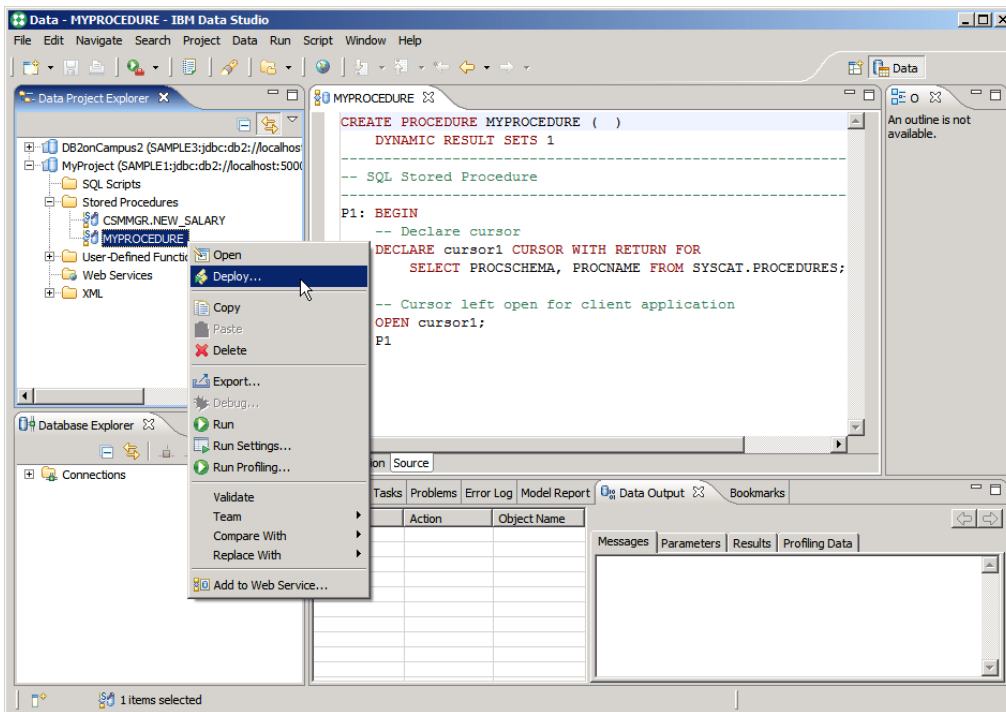 Data - MYPROCEDURE - IBM Data Studio
File Edit Navigate Search Project Data Run Script Window Help
Data
Data Project Explorer
DB2onCampus2 (SAMPLE3:jdbc:db2://localhos
MyProject (SAMPLE1:jdbc:db2://localhost:500
SQL Scripts
Stored Procedures
CSMMGR.NEW_SALARY
MYPROCEDURE
User-Defined Functi
Web Services
XML
MYPROCEDURE
CREATE PROCEDURE MYPROCEDURE ( )
DYNAMIC RESULT SETS 1
------------------------------------------------------------------------
-- SQL Stored Procedure
------------------------------------------------------------------------
P1: BEGIN
-- Declare cursor
DECLARE cursor1 CURSOR WITH RETURN FOR
SELECT PROCSCHEMA, PROCNAME FROM SYSCAT.PROCEDURES;
-- Cursor left open for client application
OPEN cursor1;
P1
ion Source
O
An outline is not
available.
Open
Deploy...
Copy
Paste
Delete
Export...
Debug...
Run
Run Settings...
Run Profiling...
Validate
Team
Compare With
Replace With
Add to Web Service...
Database Explorer
Connections
Tasks Problems Error Log Model Report Data Output Bookmarks
Action Object Name
Messages Parameters Results Profiling Data
1 items selected